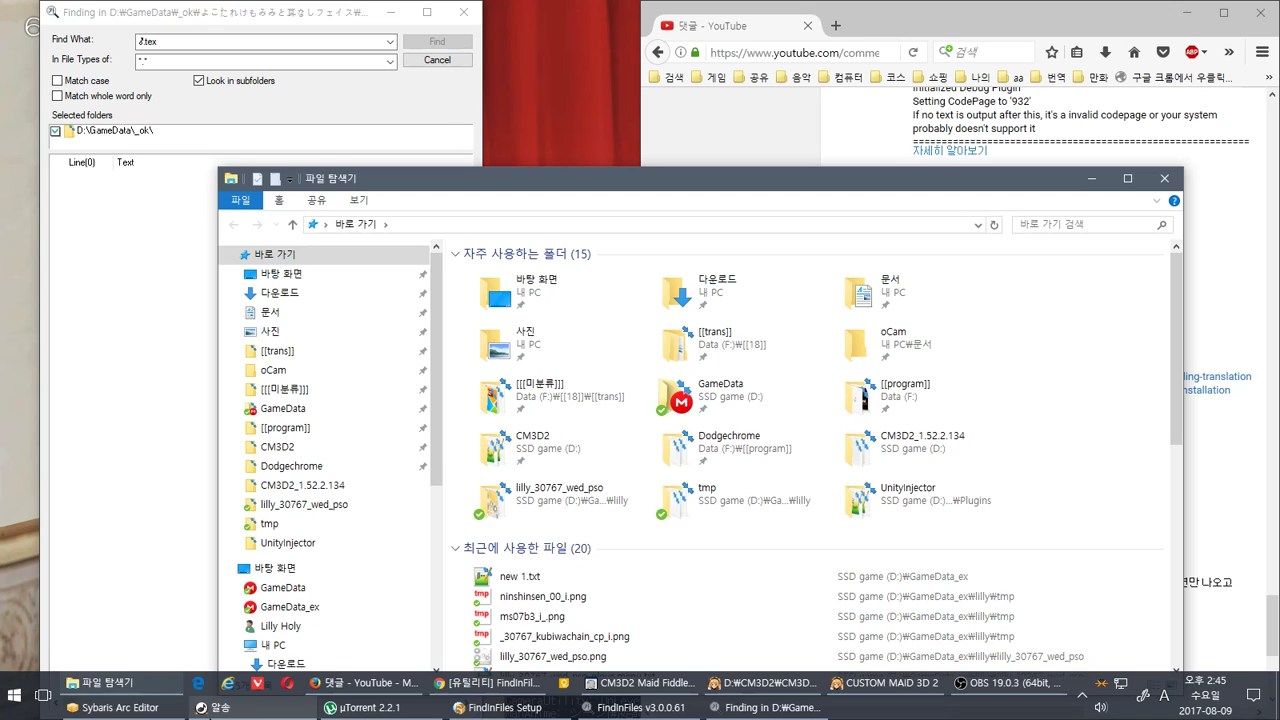 Finding in D:₩GameData₩_ok₩よこたれけもみみと耳なしフェイス₩...
Find What:
.tex
Find
In File Types of:
*.*
Cancel
Match case
Look in subfolders
Match whole word only
Selected folders
D:\GameData\_ok\
Line(0) Text
댓글 - YouTube
https://www.youtube.com/comme
검색
검색 게임 공유 음악 컴퓨터 코스 쇼핑 나의 aa 번역 만화 구글 크롬에서 우클릭...
Initialized Debug Plugin
Setting CodePage to '932'
If no text is output after this, it's a invalid codepage or your system
probably doesn't support it
자세히 알아보기
ling-translation
nstallation
면만 나오고
파일 탐색기
파일 홈 공유 보기
바로 가기
바로 가기 검색
바로 가기
바탕 화면
다운로드
문서
사진
[[trans]]
oCam
[[[미분류]]]
GameData
[[program]]
CM3D2
Dodgechrome
CM3D2_1.52.2.134
lilly_30767_wed_pso
tmp
UnityInjector
바탕 화면
GameData
GameData_ex
Lilly Holy
내 PC
다운로드
자주 사용하는 폴더 (15)
바탕 화면
내 PC
다운로드
내 PC
문서
내 PC
사진
내 PC
[[trans]]
Data (F:)₩[[18]]
oCam
내 PC₩문서
[[[미분류]]]
Data (F:)₩[[18]]₩[[trans]]
GameData
SSD game (D:)
[[program]]
Data (F:)
CM3D2
SSD game (D:)
Dodgechrome
Data (F:)₩[[program]]
CM3D2_1.52.2.134
SSD game (D:)
lilly_30767_wed_pso
SSD game (D:)₩Ga...₩lilly
tmp
SSD game (D:)₩Ga...₩lilly
UnityInjector
SSD game (D:)...₩Plugins
최근에 사용한 파일 (20)
new 1.txt SSD game (D:)₩GameData_ex
ninshinsen_00_i.png SSD game (D:)₩GameData_ex₩lilly₩tmp
ms07b3_i_.png SSD game (D:)₩GameData_ex₩lilly₩tmp
_30767_kubiwachain_cp_i.png SSD game (D:)₩GameData_ex₩lilly₩tmp
lilly_30767_wed_pso.png SSD game (D:)₩GameData_ex₩lilly₩lilly_30767_wed_pso
파일 탐색기 댓글 - YouTube - M... [유틸리티] FindInFil... CM3D2 Maid Fiddle... D:₩CM3D2₩CM3D... CUSTOM MAID 3D 2 OBS 19.0.3 (64bit, ...
Sybaris Arc Editor 알송 µTorrent 2.2.1 FindInFiles Setup FindInFiles v3.0.0.61 Finding in D:₩Game...
오후 2:45
수요일
2017-08-09